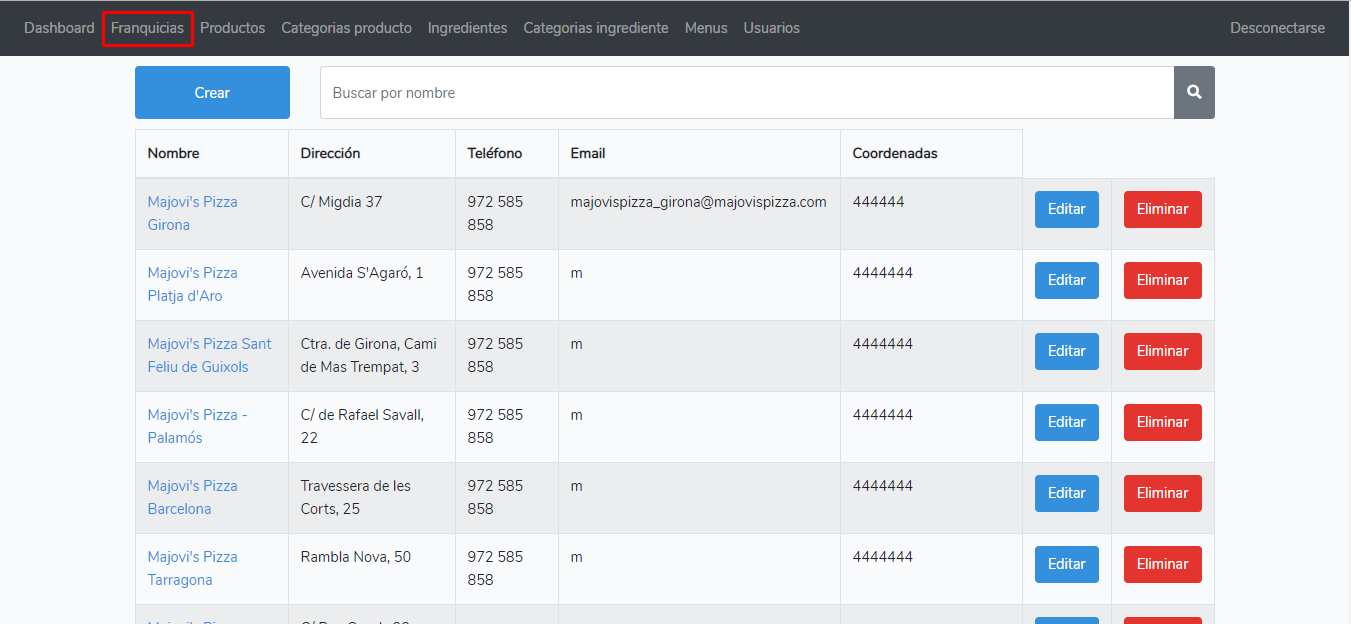 Dashboard Franquicias Productos Categorias producto Ingredientes Categorias ingrediente Menus Usuarios Desconectarse
Crear Buscar por nombre
Nombre Dirección Teléfono Email Coordenadas
Majovi's Pizza C/ Migdia 37 972 585 majovispizza_girona@majovispizza.com 444444 Editar Eliminar
Girona 858
Majovi's Pizza Avenida S'Agaró, 1 972 585 m 4444444 Editar Eliminar
Platja d'Aro 858
Majovi's Pizza Sant Ctra. de Girona, Cami 972 585 m 4444444 Editar Eliminar
Feliu de Guixols de Mas Trempat, 3 858
Majovi's Pizza - C/ de Rafael Savall, 972 585 m 4444444 Editar Eliminar
Palamós 22 858
Majovi's Pizza Travessera de les 972 585 m 4444444 Editar Eliminar
Barcelona Corts, 25 858
Majovi's Pizza Rambla Nova, 50 972 585 m 4444444 Editar Eliminar
Tarragona 858